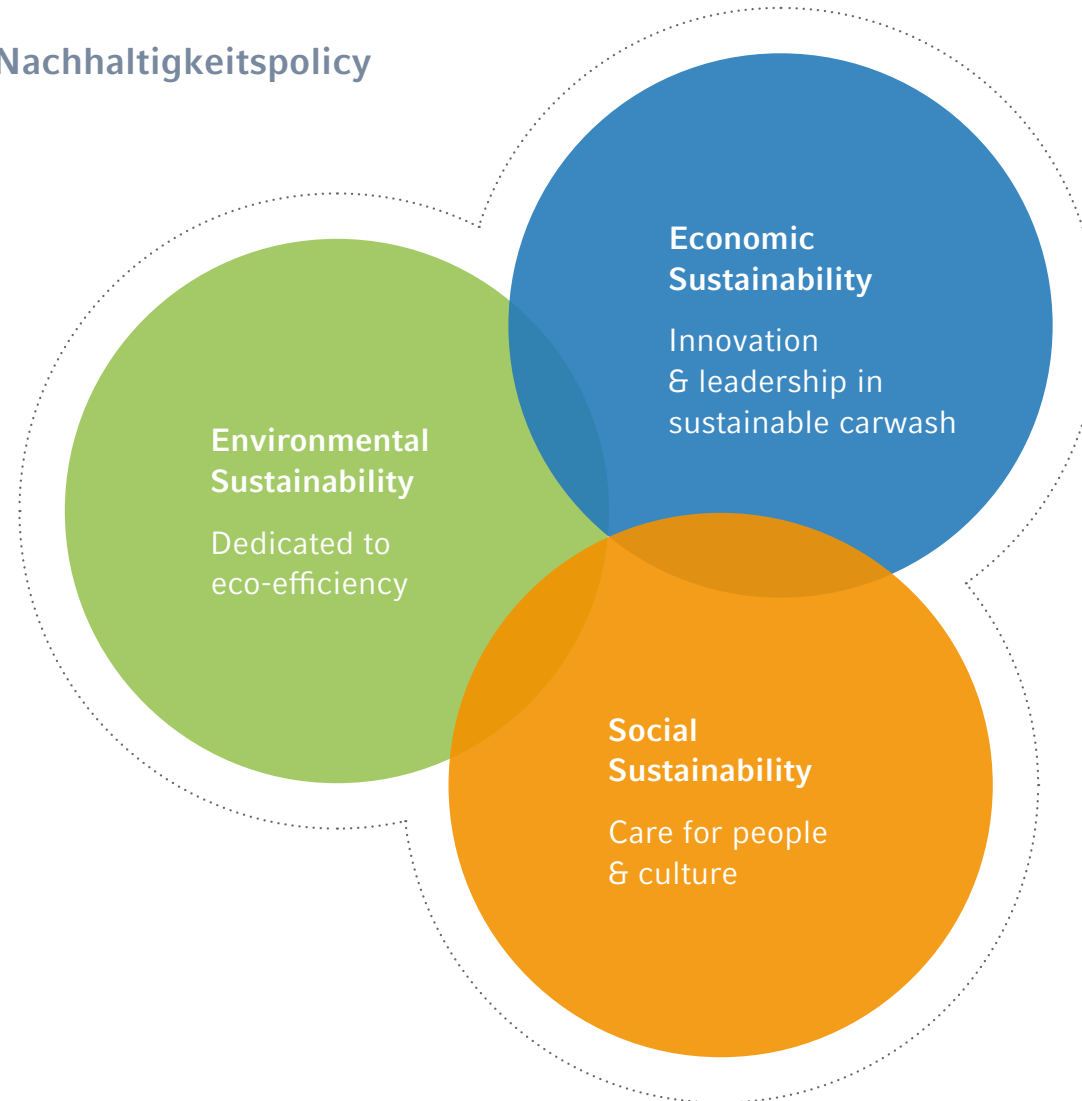 Nachhaltigkeitspolicy
Economic
Sustainability
Innovation
& leadership in
sustainable carwash
Environmental
Sustainability
Dedicated to
eco-efficiency
Social
Sustainability
Care for people
& culture